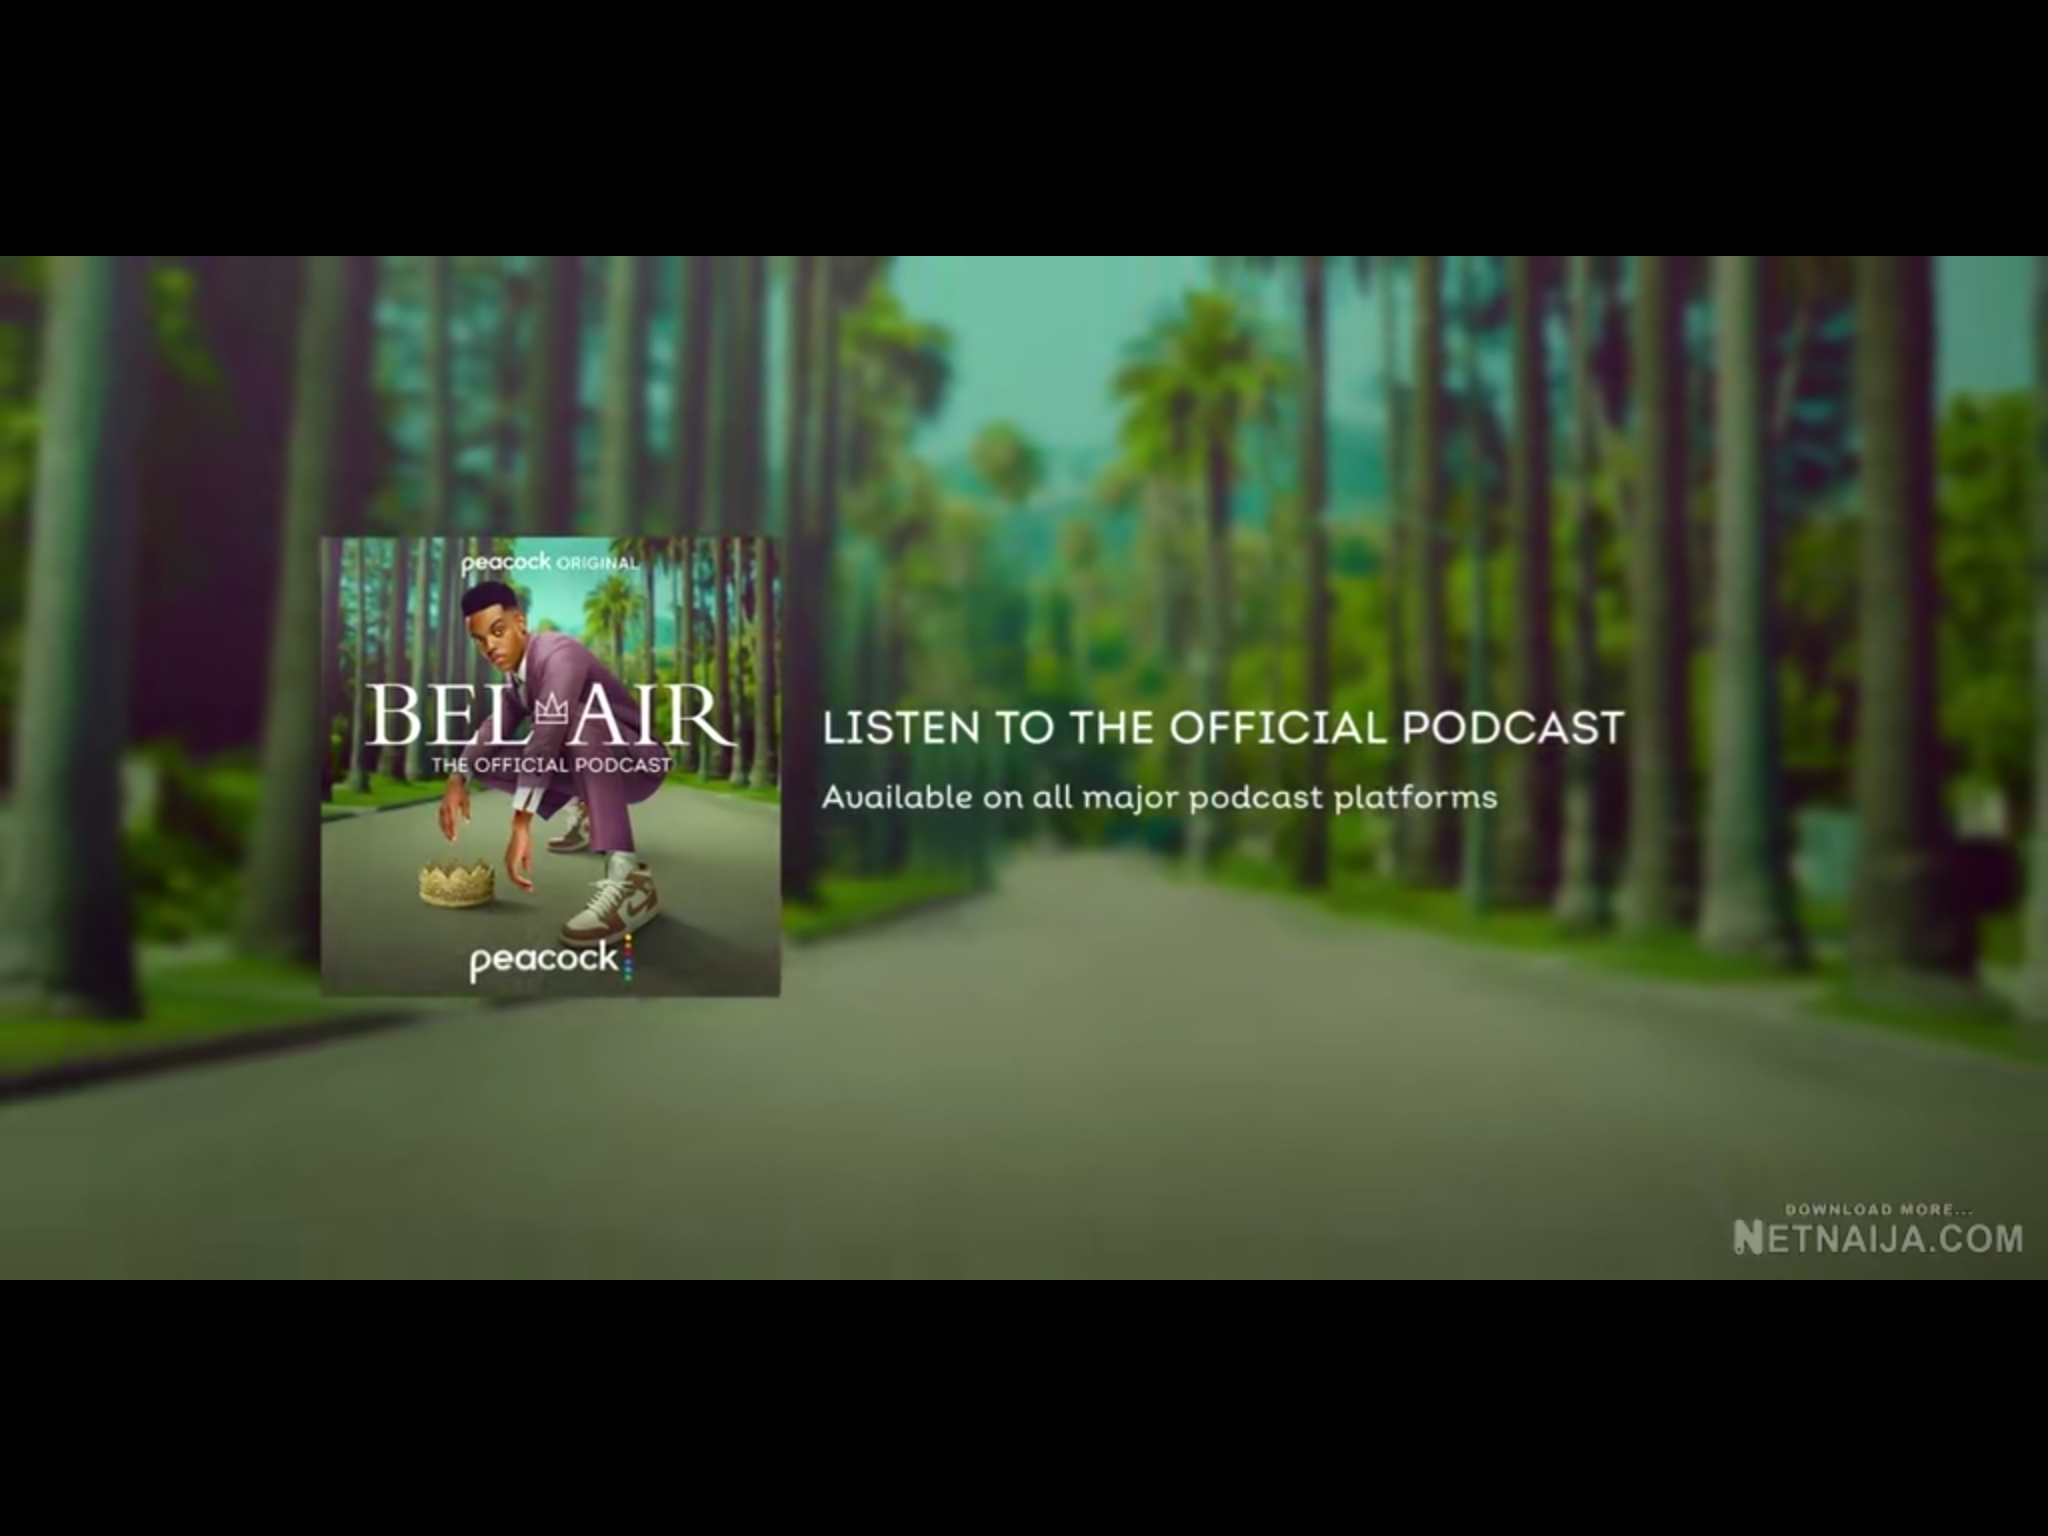 peacock ORIGINAL
BEL AIR
THE OFFICIAL PODCAST
peacock
LISTEN TO THE OFFICIAL PODCAST
Available on all major podcast platforms
DOWNLOAD MORE...
NETNAIJA.COM